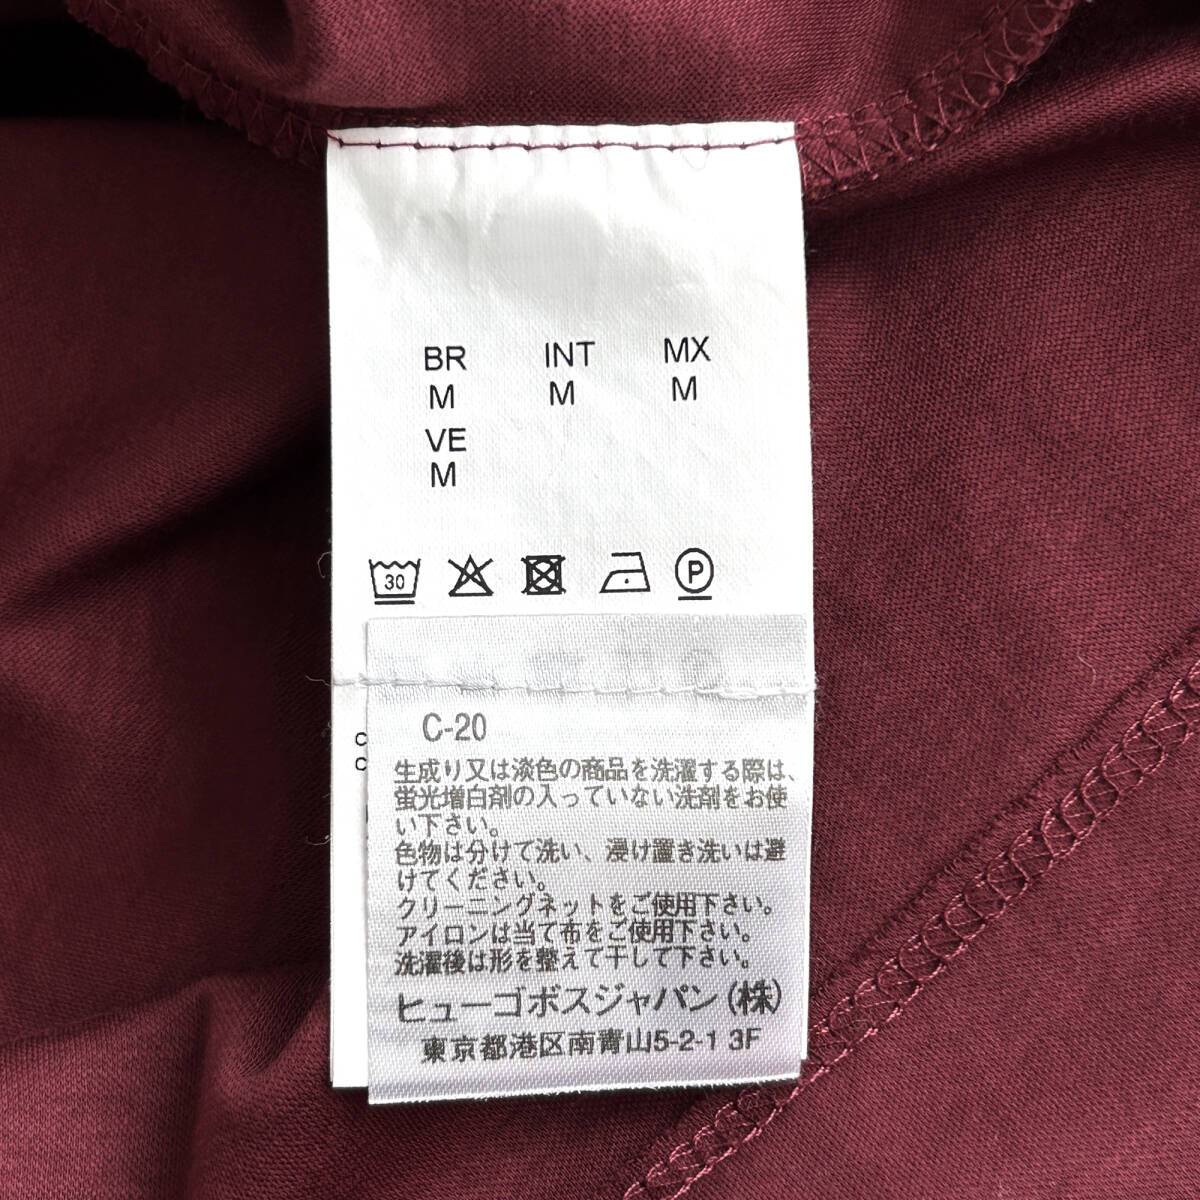 BR INT MX
M M M
VE
M
30 P
C-20
C
C
生成り又は淡色の商品を洗濯する際は、
蛍光増白剤の入っていない洗剤をお使
い下さい。
色物は分けて洗い、浸け置き洗いは避
けてください。
クリーニングネットをご使用下さい。
アイロンは当て布をご使用下さい。
洗濯後は形を整えて干して下さい。
ヒューゴボスジャパン(株)
東京都港区南青山5-2-1 3F